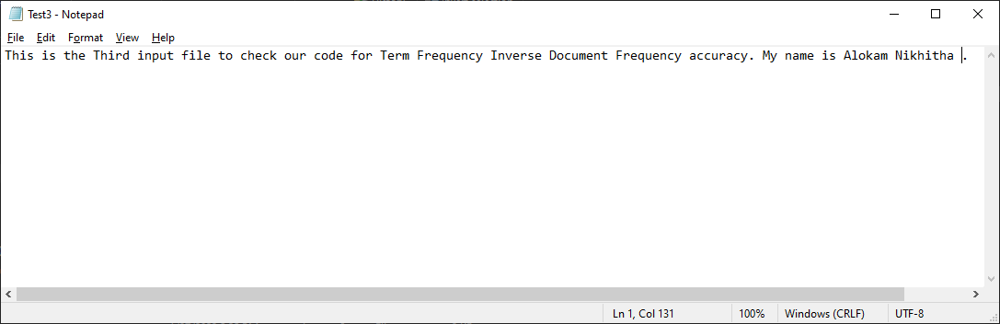 Test3 - Notepad
File Edit Format View Help
This is the Third input file to check our code for Term Frequency Inverse Document Frequency accuracy. My name is Alokam Nikhitha .
Ln 1, Col 131 100% Windows (CRLF) UTF-8